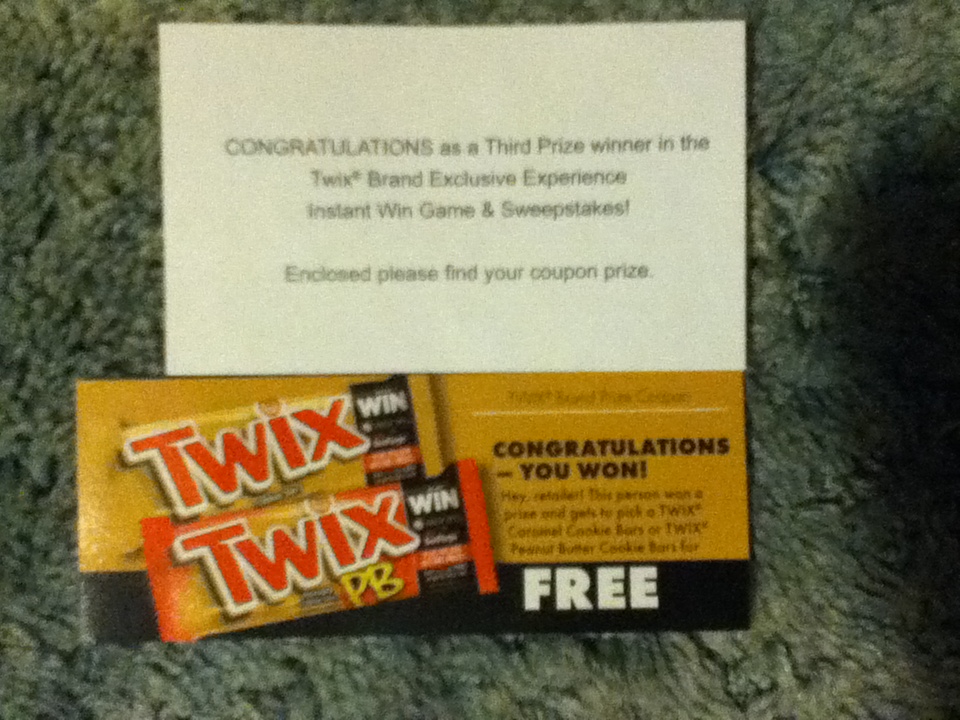 CONGRATULATIONS as a Third Prize winner in the
Twix® Brand Exclusive Experience
Instant Win Game & Sweepstakes!
Enclosed please find your coupon prize.
TWIX
WIN
TWIX
PB
WIN
TWIX® Brand Prize Coupon
CONGRATULATIONS
– YOU WON!
Hey, retailer! This person won a
prize and gets to pick a TWIX®
Caramel Cookie Bars or TWIX®
Peanut Butter Cookie Bars for
FREE